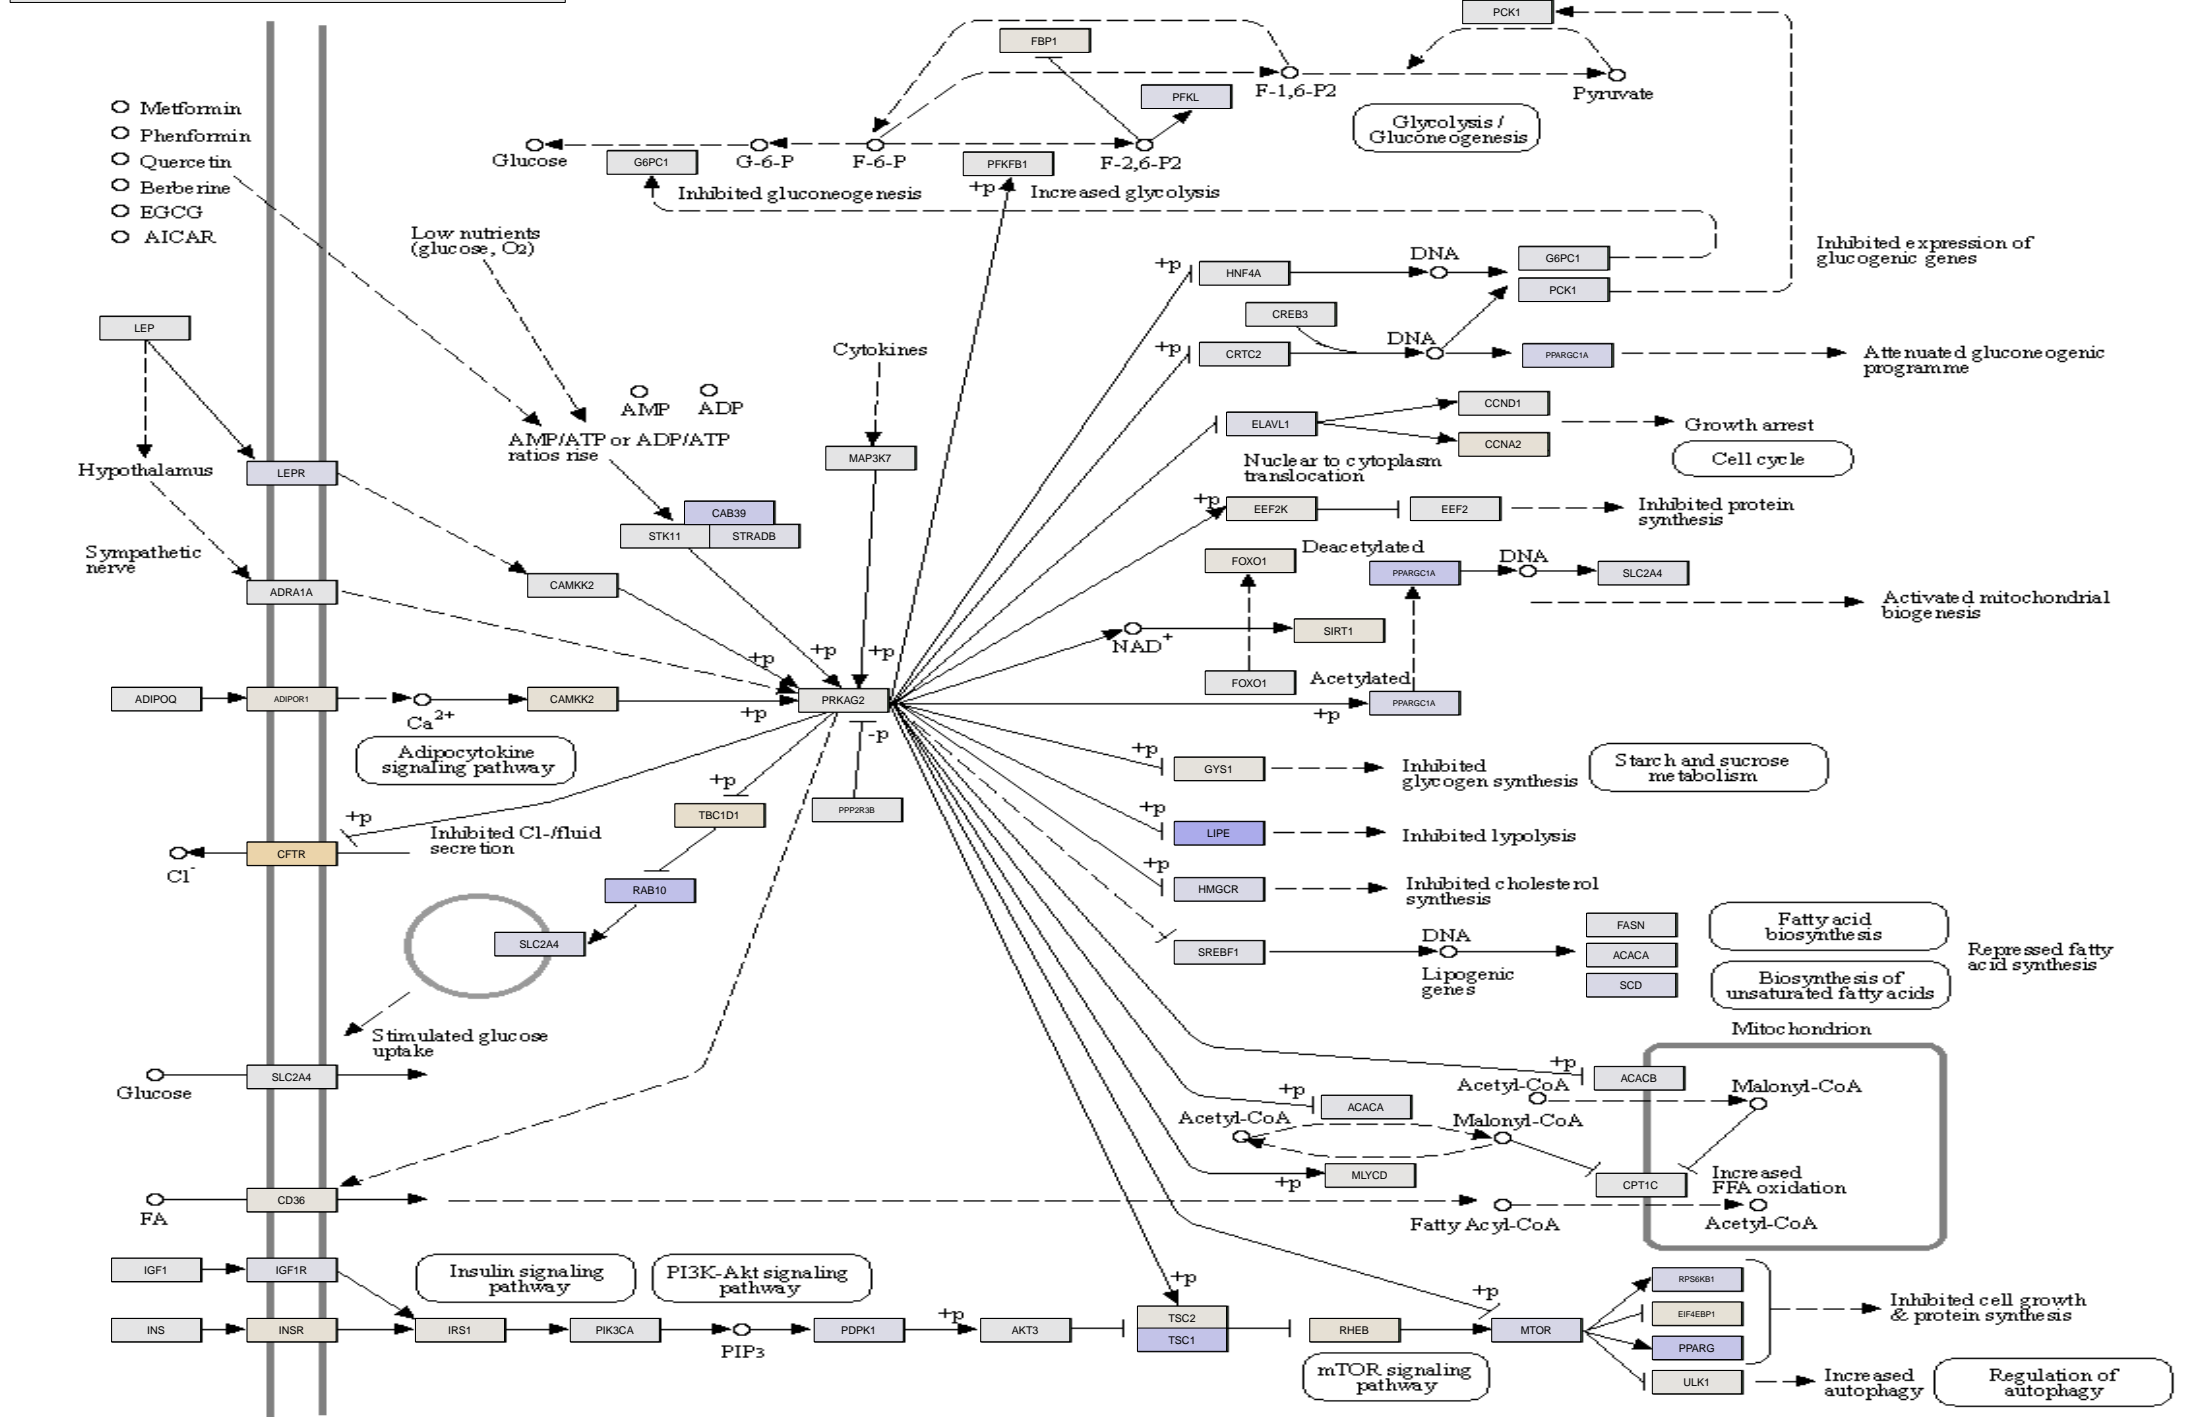 PCK1
FBP1
PFKL
F-1,6-P2
Pyruvate
Metformin
Phenformin
Quercetin
Berberine
EGCG
AICAR
Glycolysis /
Gluconeogenesis
Glucose
G6PC1
G-6-P
F-6-P
PFKFB1
F-2,6-P2
+p
Inhibited gluconeogenesis
Increased glycolysis
Low nutrients
(glucose, O2)
Inhibited expression of
glucogenic genes
+p
HNF4A
DNA
G6PC1
PCK1
CREB3
LEP
Cytokines
+p
CRTC2
DNA
PPARGC1A
Attenuated gluconeogenic
programme
AMP
ADP
AMP/ATP or ADP/ATP
ratios rise
ELAVL1
CCND1
CCNA2
Growth arrest
Cell cycle
Nuclear to cytoplasm
translocation
Hypothalamus
LEPR
MAP3K7
CAB39
STK11
STRADB
+p
EEF2K
EEF2
Inhibited protein
synthesis
Sympathetic
nerve
ADRA1A
CAMKK2
FOXO1
Deacetylated
PPARGC1A
DNA
SLC2A4
Activated mitochondrial
biogenesis
NAD+
SIRT1
+p
+p
+p
FOXO1
Acetylated
PPARGC1A
+p
ADIPOQ
ADIPOR1
Ca2+
CAMKK2
+p
PRKAG2
-p
Adipocytokine
signaling pathway
+p
GYS1
Inhibited
glycogen synthesis
Starch and sucrose
metabolism
+p
TBC1D1
PPP2R3B
+p
LIPE
Inhibited lypolysis
+p
Inhibited Cl-/fluid
secretion
CFTR
Cl-
RAB10
+p
HMGCR
Inhibited cholesterol
synthesis
SLC2A4
SREBF1
DNA
Lipogenic
genes
FASN
ACACA
SCD
Fatty acid
biosynthesis
Biosynthesis of
unsaturated fatty acids
Repressed fatty
acid synthesis
Stimulated glucose
uptake
Mitochondrion
Glucose
SLC2A4
+p
ACACB
Acetyl-CoA
Malonyl-CoA
+p
ACACA
Acetyl-CoA
Malonyl-CoA
+p
MLYCD
CPT1C
Increased
FFA oxidation
FA
CD36
Fatty Acyl-CoA
Acetyl-CoA
IGF1
IGF1R
Insulin signaling
pathway
PI3K-Akt signaling
pathway
+p
+p
RPS6KB1
EIF4EBP1
PPARG
ULK1
Inhibited cell growth
& protein synthesis
INS
INSR
IRS1
PIK3CA
PIP3
PDPK1
+p
AKT3
TSC2
TSC1
RHEB
MTOR
mTOR signaling
pathway
Increased
autophagy
Regulation of
autophagy